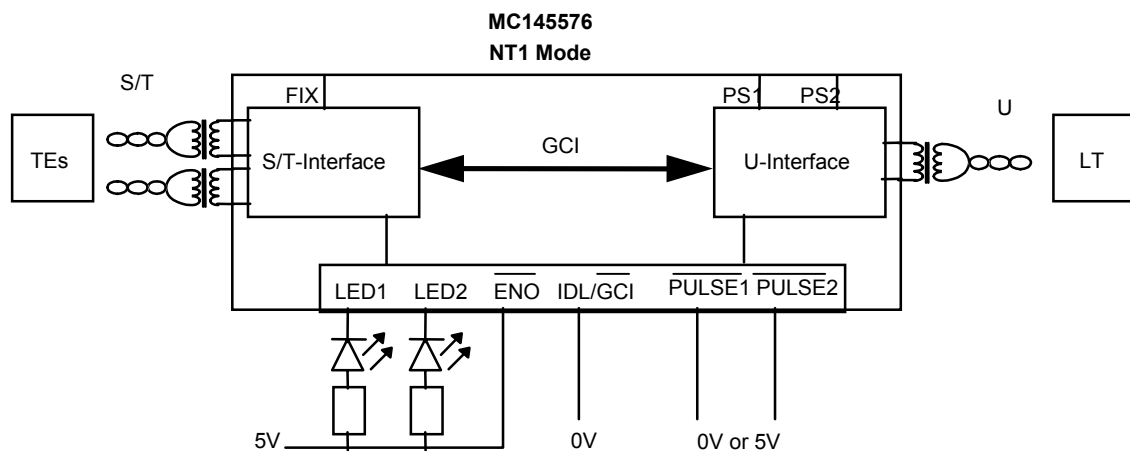 MC145576
NT1 Mode
S/T
FIX
PS1 PS2
U
TEs
S/T-Interface
GCI
U-Interface
LT
LED1 LED2 ENO IDL/GCI PULSE1 PULSE2
5V 0V 0V or 5V